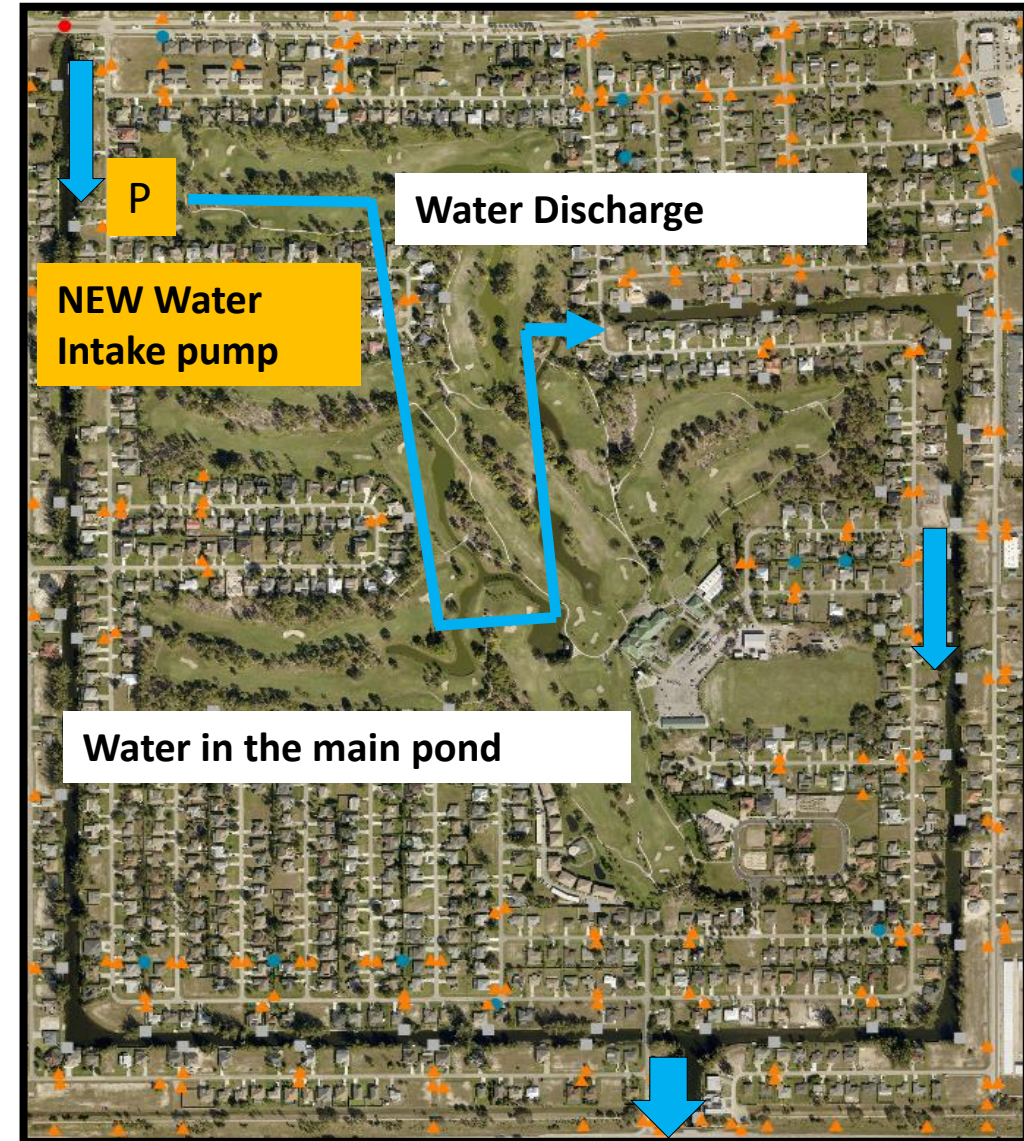 P
Water Discharge
NEW Water
Intake pump
Water in the main pond